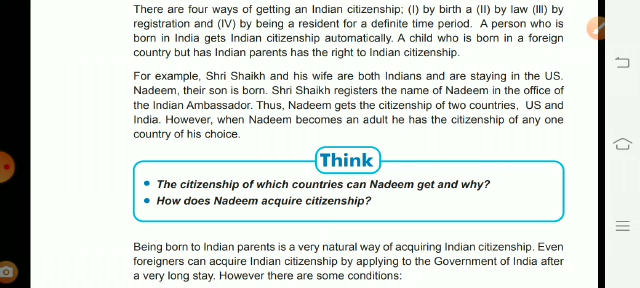 There are four ways of getting an Indian citizenship; (I) by birth a (II) by law (III) by
registration and (IV) by being a resident for a definite time period. A person who is
born in India gets Indian citizenship automatically. A child who is born in a foreign
country but has Indian parents has the right to Indian citizenship.
For example, Shri Shaikh and his wife are both Indians and are staying in the US.
Nadeem, their son is born. Shri Shaikh registers the name of Nadeem in the office of
the Indian Ambassador. Thus, Nadeem gets the citizenship of two countries, US and
India. However, when Nadeem becomes an adult he has the citizenship of any one
country of his choice.
Think
• The citizenship of which countries can Nadeem get and why?
• How does Nadeem acquire citizenship?
Being born to Indian parents is a very natural way of acquiring Indian citizenship. Even
foreigners can acquire Indian citizenship by applying to the Government of India after
a very long stay. However there are some conditions: